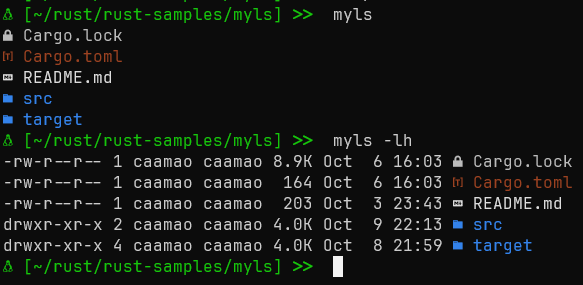 [~/rust/rust-samples/myls] >> myls
Cargo.lock
Cargo.toml
README.md
src
target
[~/rust/rust-samples/myls] >> myls -lh
-rw-r--r-- 1 caamao caamao 8.9K Oct  6 16:03 Cargo.lock
-rw-r--r-- 1 caamao caamao  164 Oct  6 16:03 Cargo.toml
-rw-r--r-- 1 caamao caamao  203 Oct  3 23:43 README.md
drwxr-xr-x 2 caamao caamao 4.0K Oct  9 22:13 src
drwxr-xr-x 4 caamao caamao 4.0K Oct  8 21:59 target
[~/rust/rust-samples/myls] >>